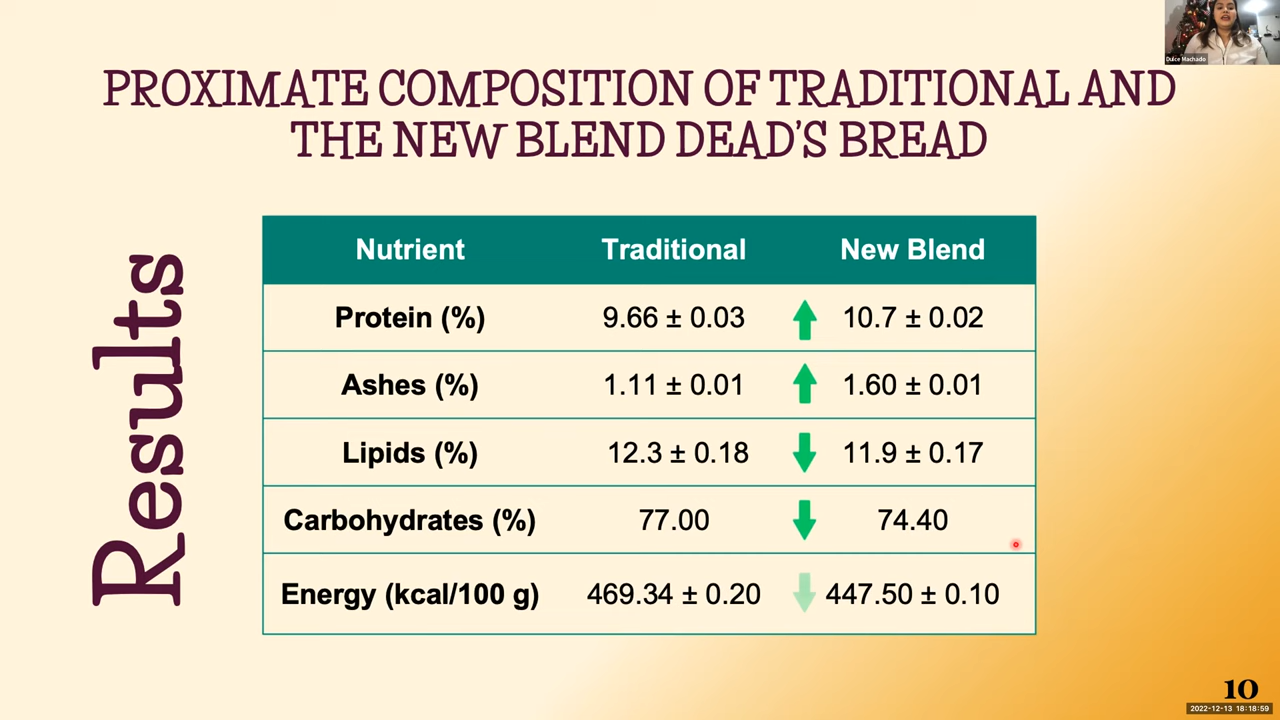 Dulce Machado
PROXIMATE COMPOSITION OF TRADITIONAL AND
THE NEW BLEND DEAD'S BREAD
Results
Nutrient Traditional New Blend
Protein (%) 9.66 ± 0.03 10.7 ± 0.02
Ashes (%) 1.11 ± 0.01 1.60 ± 0.01
Lipids (%) 12.3 ± 0.18 11.9 ± 0.17
Carbohydrates (%) 77.00 74.40
Energy (kcal/100 g) 469.34 ± 0.20 447.50 ± 0.10
10
2022-12-13 18:18:59